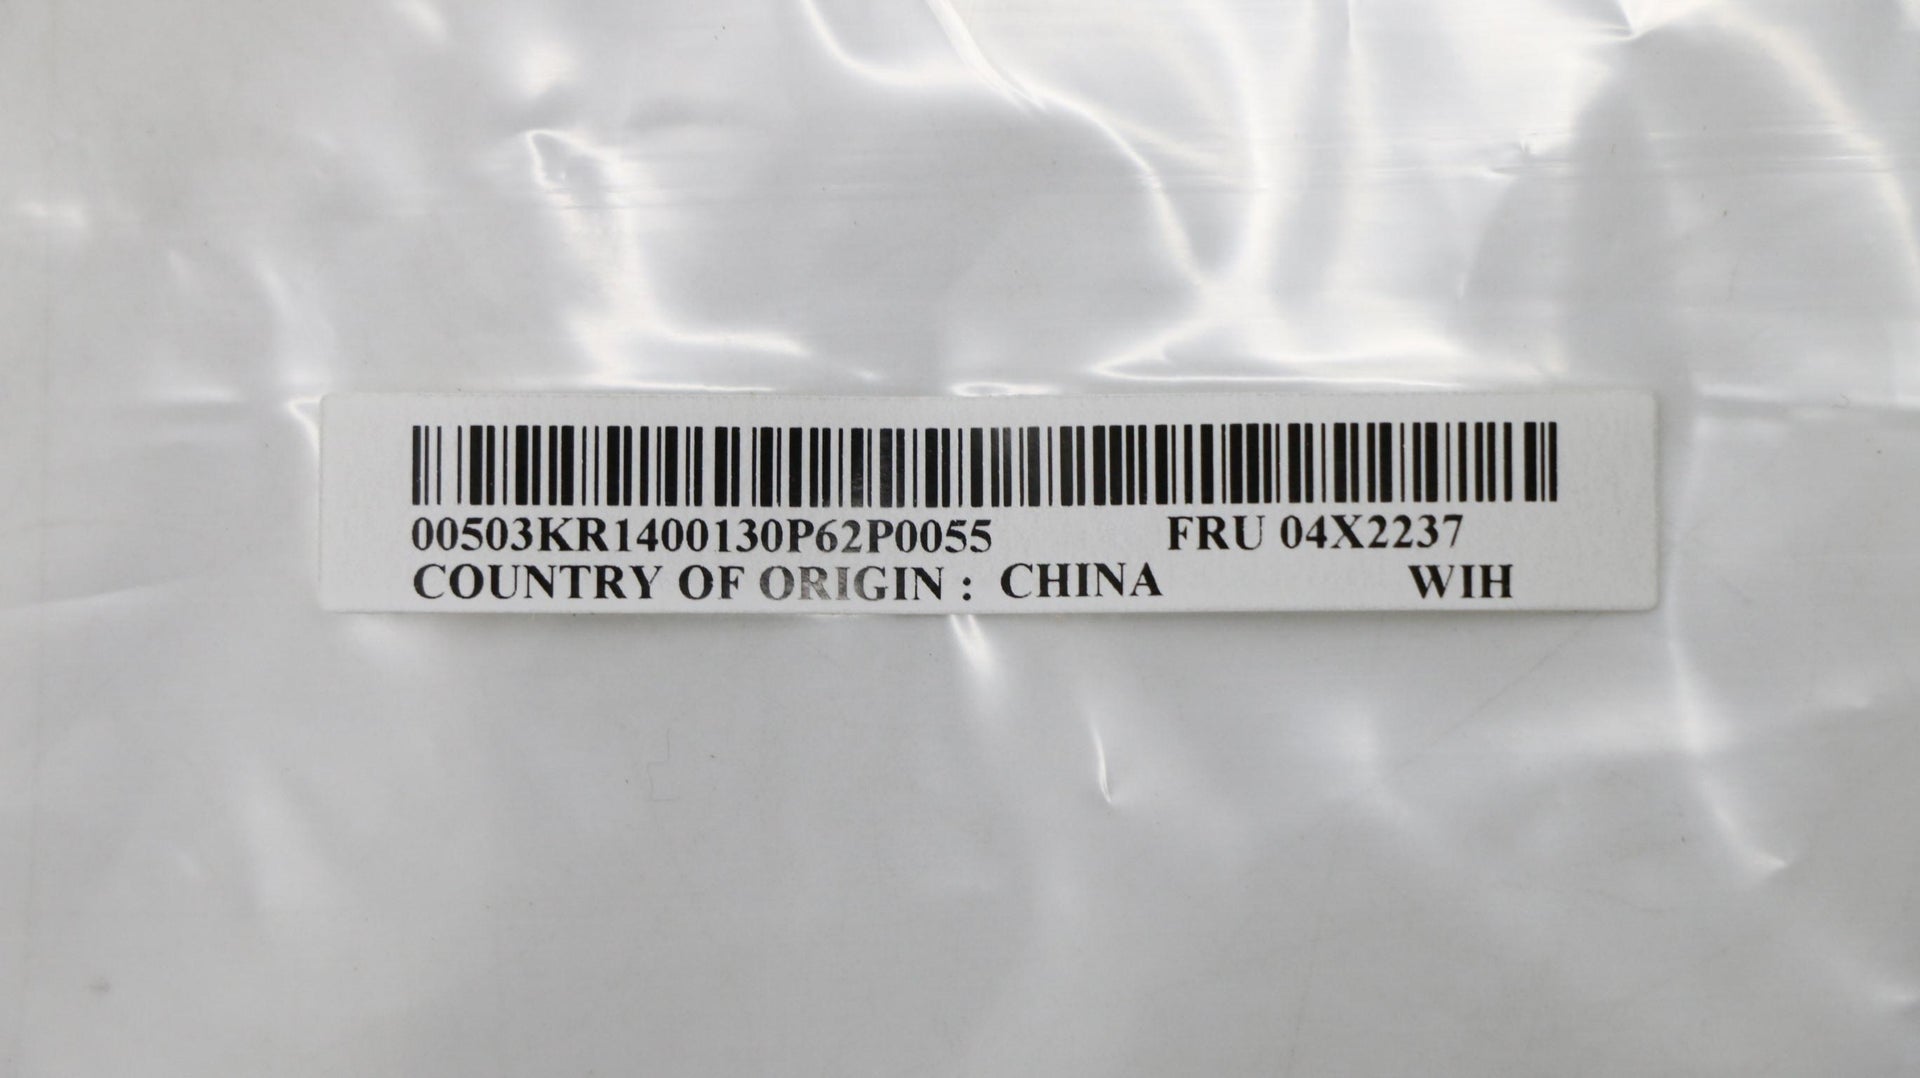 00503KR1400130P62P0055 FRU 04X2237
COUNTRY OF ORIGIN : CHINA WIH